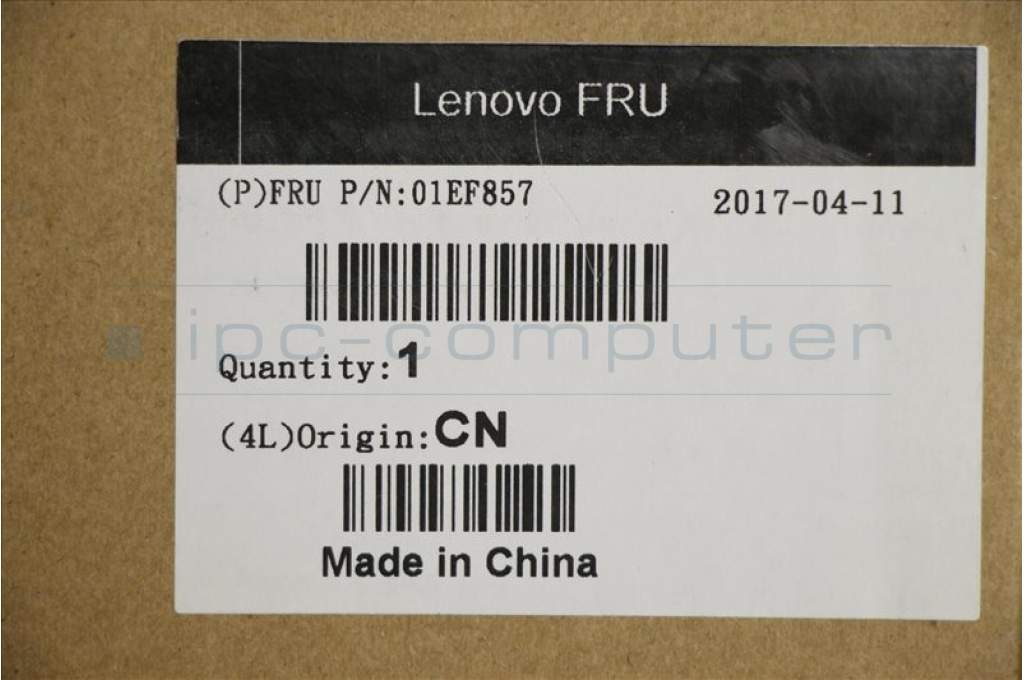 Lenovo FRU
(P)FRU P/N:01EF857
2017-04-11
ipc-computer
Quantity:1
(4L)Origin:CN
Made in China